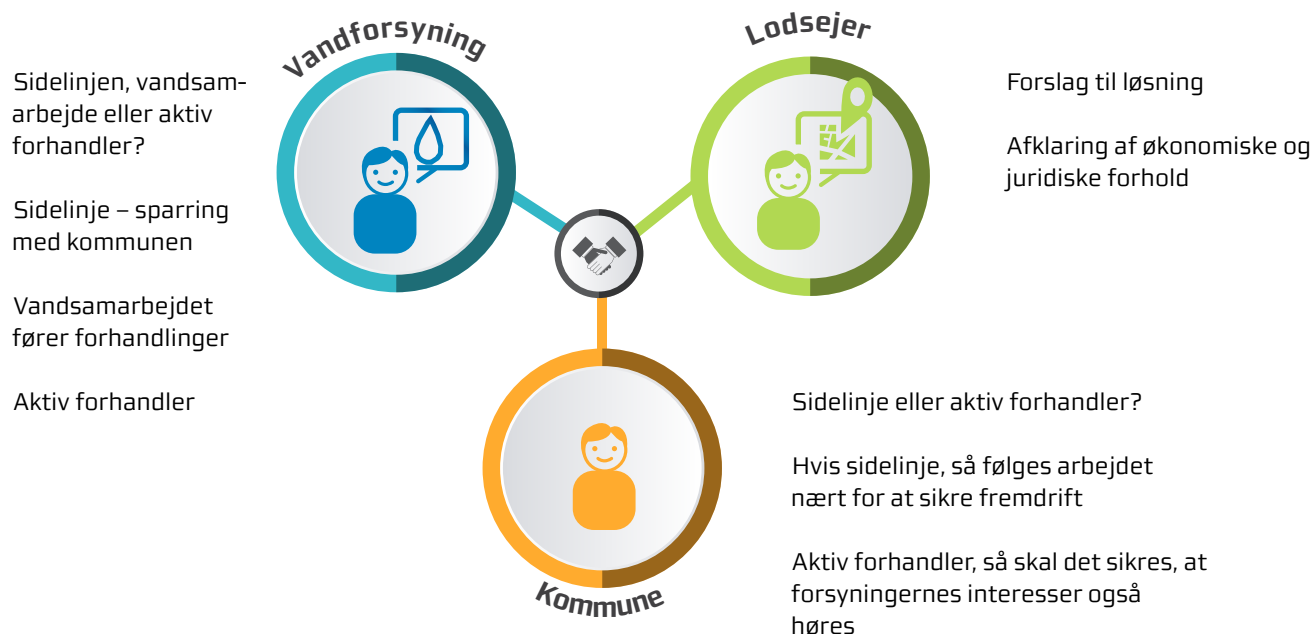 Vandforsyning
Sidelinjen, vandsam-
arbejde eller aktiv
forhandler?
Sidelinje – sparring
med kommunen
Vandsamarbejdet
fører forhandlinger
Aktiv forhandler
Lodsejer
Forslag til løsning
Afklaring af økonomiske og
juridiske forhold
Kommune
Sidelinje eller aktiv forhandler?
Hvis sidelinje, så følges arbejdet
nært for at sikre fremdrift
Aktiv forhandler, så skal det sikres, at
forsyningernes interesser også
høres